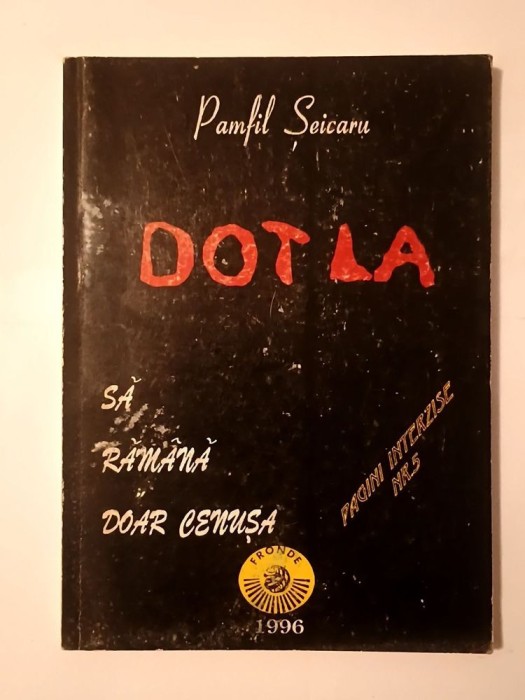 Pamfil Șeicaru
DOT LA
SĂ
RĂMÂNĂ
DOAR CENUȘA
PAGINI INTERZISE
NR.5
FRONDE
1996